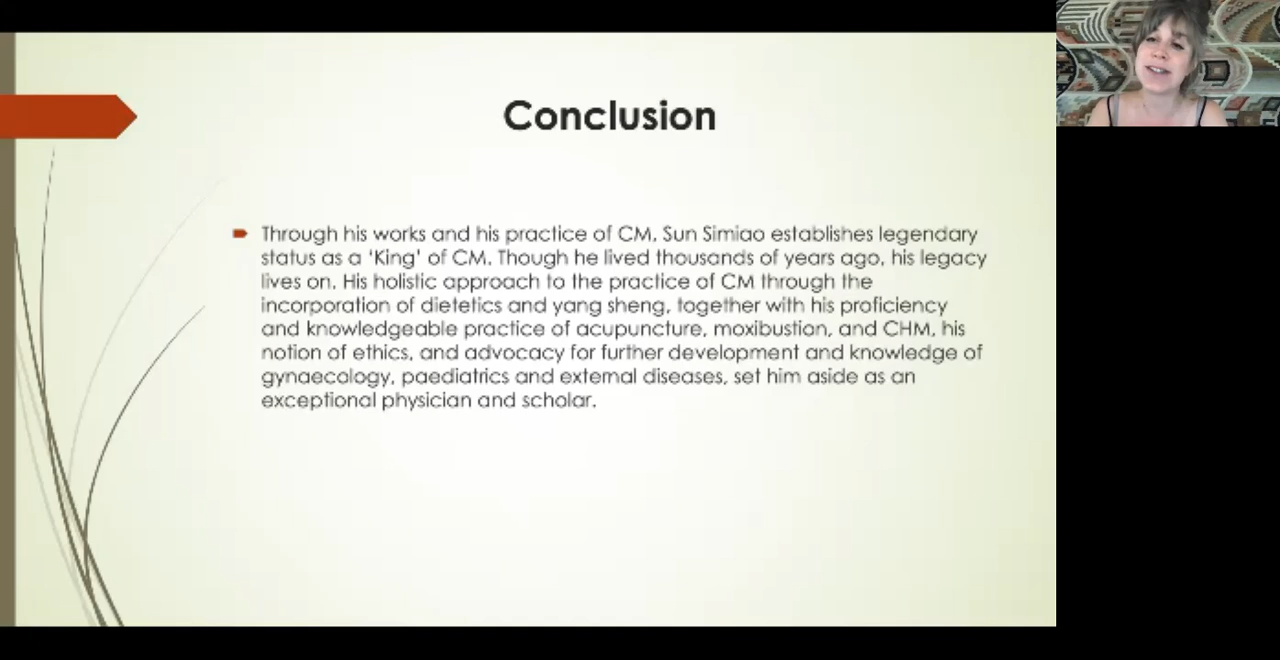 Conclusion
Through his works and his practice of CM, Sun Simiao establishes legendary
status as a ‘King’ of CM. Though he lived thousands of years ago, his legacy
lives on. His holistic approach to the practice of CM through the
incorporation of dietetics and yang sheng, together with his proficiency
and knowledgeable practice of acupuncture, moxibustion, and CHM, his
notion of ethics, and advocacy for further development and knowledge of
gynaecology, paediatrics and external diseases, set him aside as an
exceptional physician and scholar.